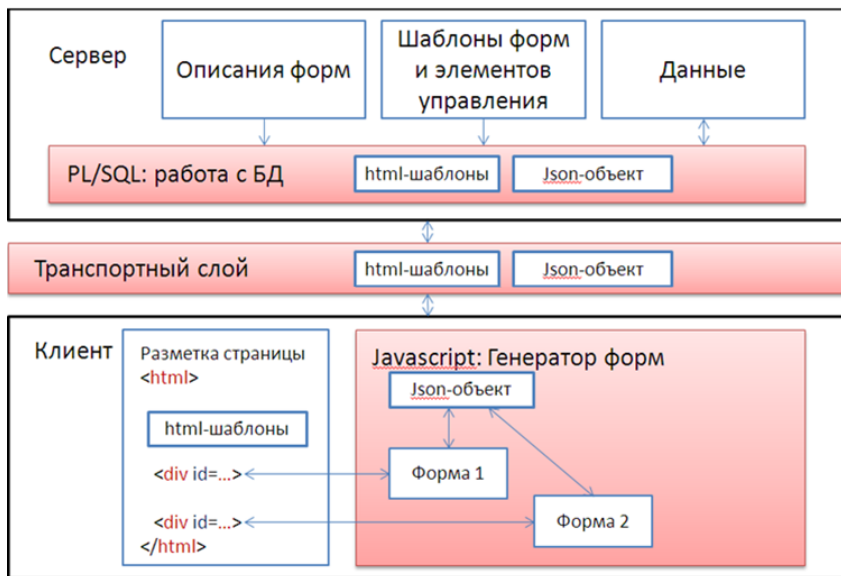 Сервер
Описания форм
Шаблоны форм
и элементов
управления
Данные
PL/SQL: работа с БД
html-шаблоны
Json-объект
Транспортный слой
html-шаблоны
Json-объект
Клиент
Разметка страницы
<html>
html-шаблоны
<div id=...>
<div id=...>
</html>
Javascript: Генератор форм
Json-объект
Форма 1
Форма 2